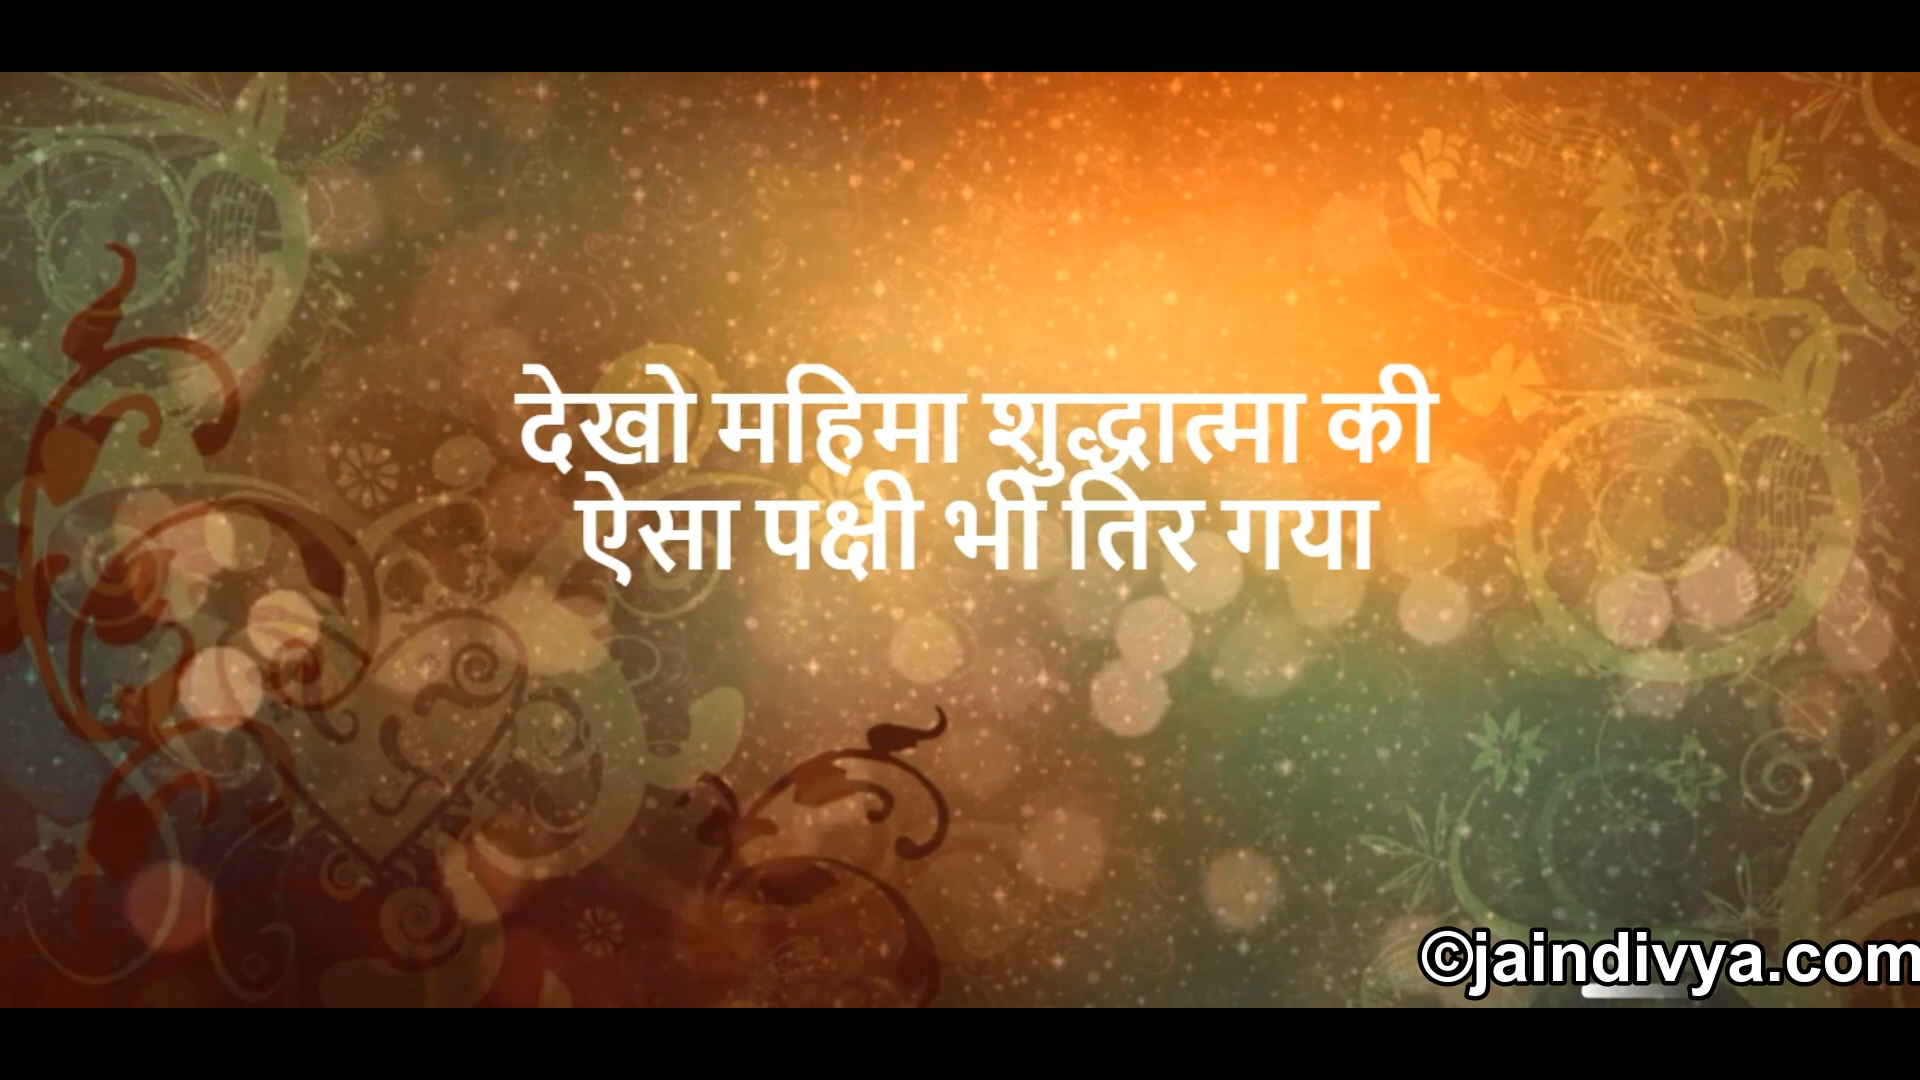 देखो महिमा शुद्धात्मा की
ऐसा पक्षी भी तिर गया
©jaindivya.com